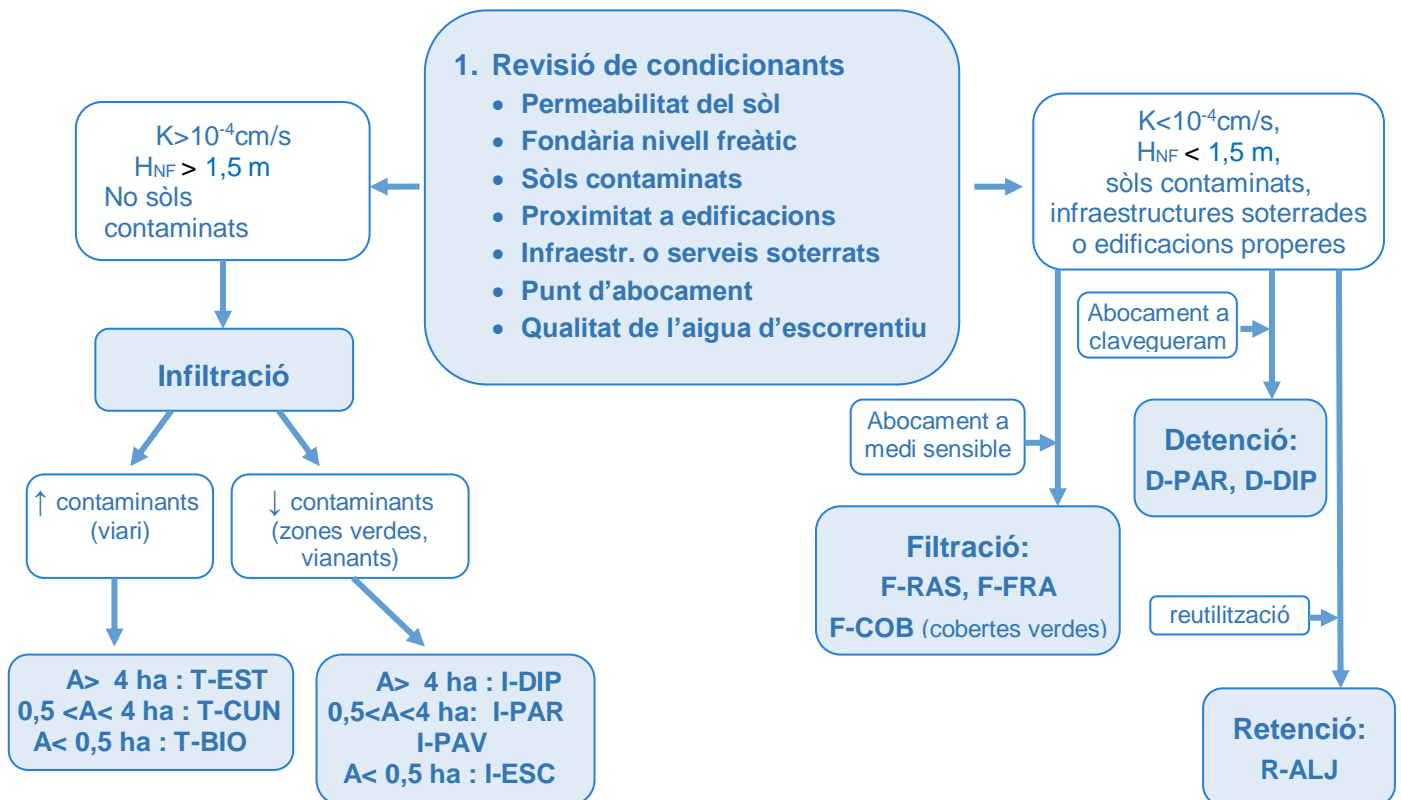 1. Revisió de condicionants
• Permeabilitat del sòl
• Fondària nivell freàtic
• Sòls contaminats
• Proximitat a edificacions
• Infraestr. o serveis soterrats
• Punt d’abocament
• Qualitat de l’aigua d’escorrentiu
K>10⁻⁴cm/s
HNF > 1,5 m
No sòls
contaminats
Infiltració
↑ contaminants
(viari)
↓ contaminants
(zones verdes,
vianants)
A> 4 ha : T-EST
0,5 <A< 4 ha : T-CUN
A< 0,5 ha : T-BIO
A> 4 ha : I-DIP
0,5<A<4 ha: I-PAR
I-PAV
A< 0,5 ha : I-ESC
K<10⁻⁴cm/s,
HNF < 1,5 m,
sòls contaminats,
infraestructures soterrades
o edificacions properes
Abocament a
clavegueram
Abocament a
medi sensible
Detenció:
D-PAR, D-DIP
Filtració:
F-RAS, F-FRA
F-COB (cobertes verdes)
reutilització
Retenció:
R-ALJ